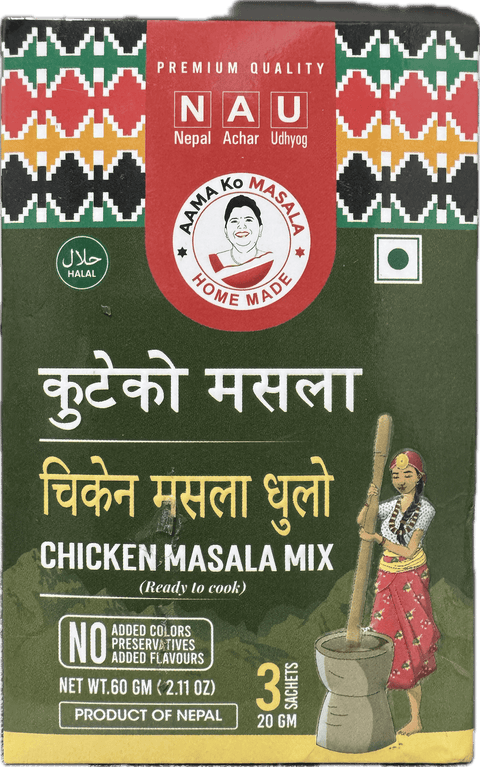 PREMIUM QUALITY
N A U
Nepal Achar Udhyog
AAMA Ko MASALA
HOME MADE
حلال
HALAL
कुटेको मसला
चिकेन मसला धुलो
CHICKEN MASALA MIX
(Ready to cook)
NO ADDED COLORS
PRESERVATIVES
ADDED FLAVOURS
NET WT.60 GM (2.11 OZ)
PRODUCT OF NEPAL
3 SACHETS
20 GM